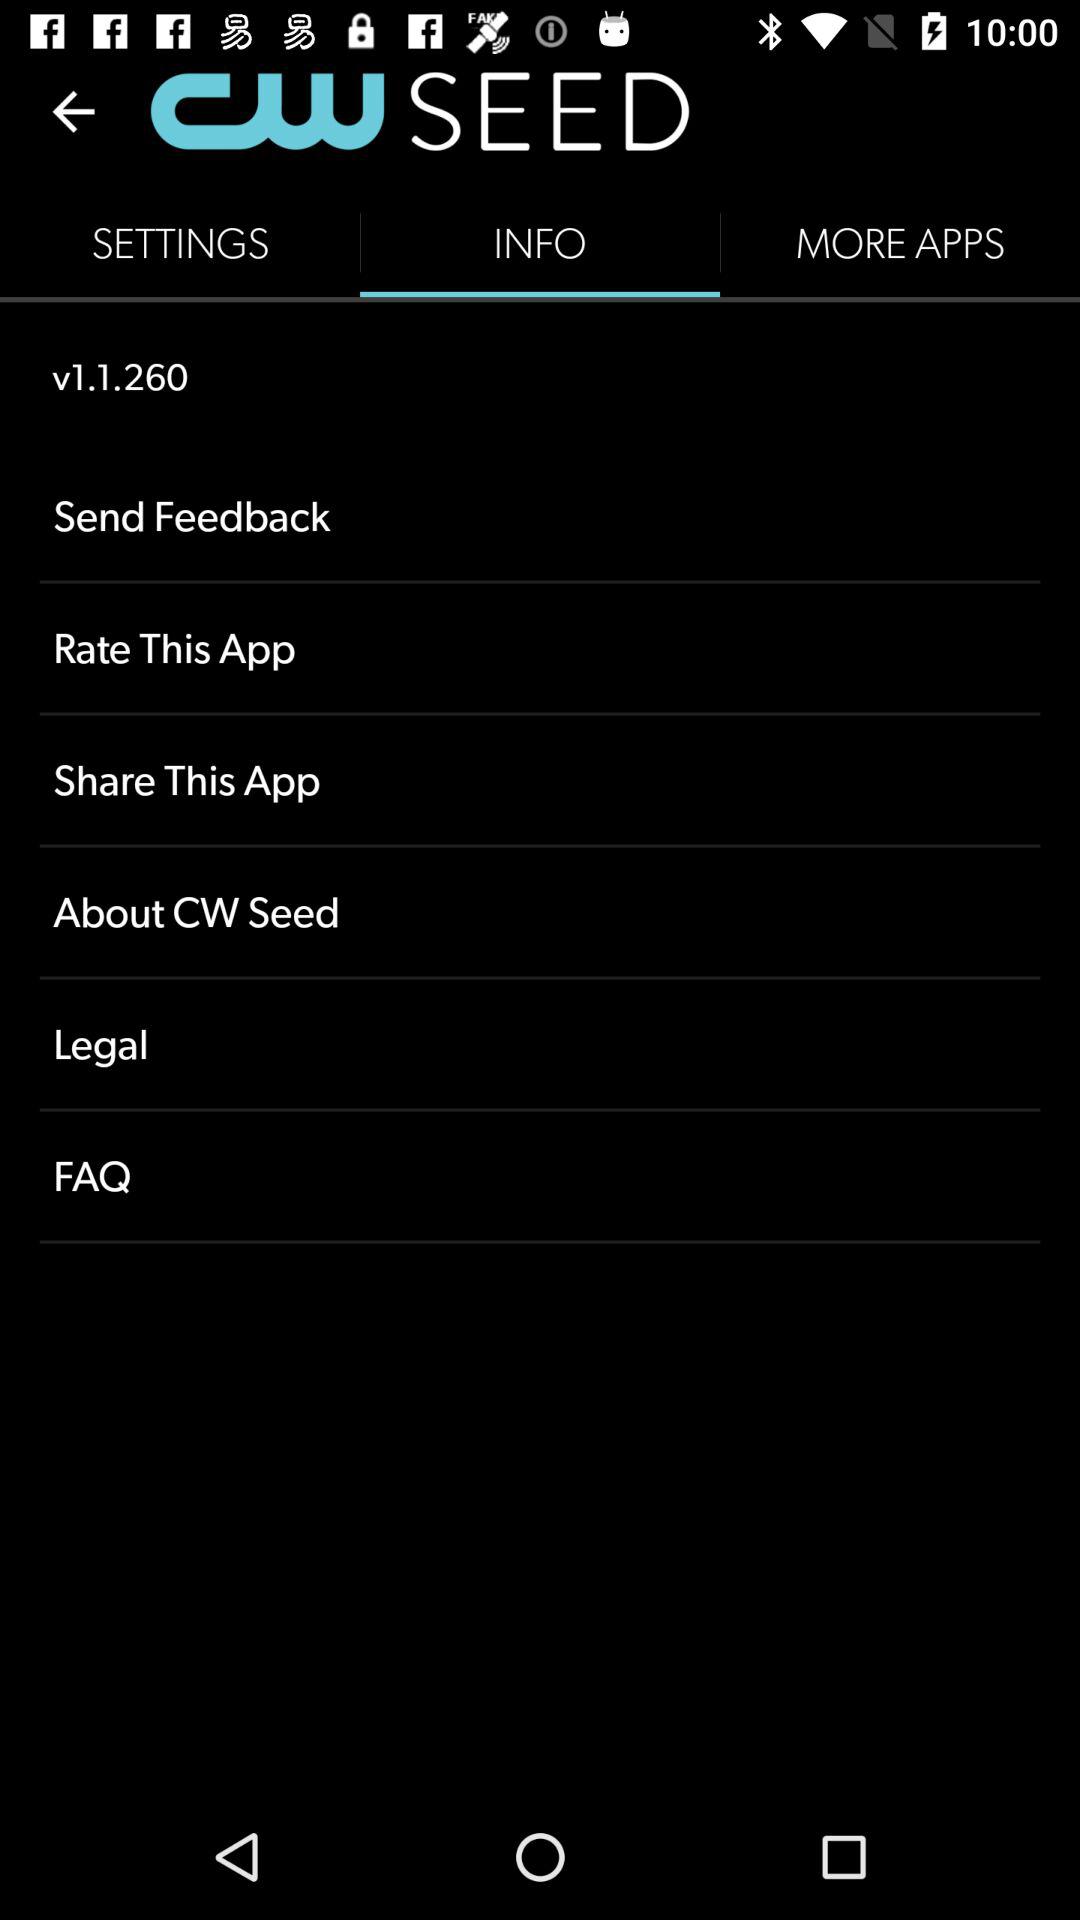 10:00
CW SEED
SETTINGS INFO MORE APPS
v1.1.260
Send Feedback
Rate This App
Share This App
About CW Seed
Legal
FAQ